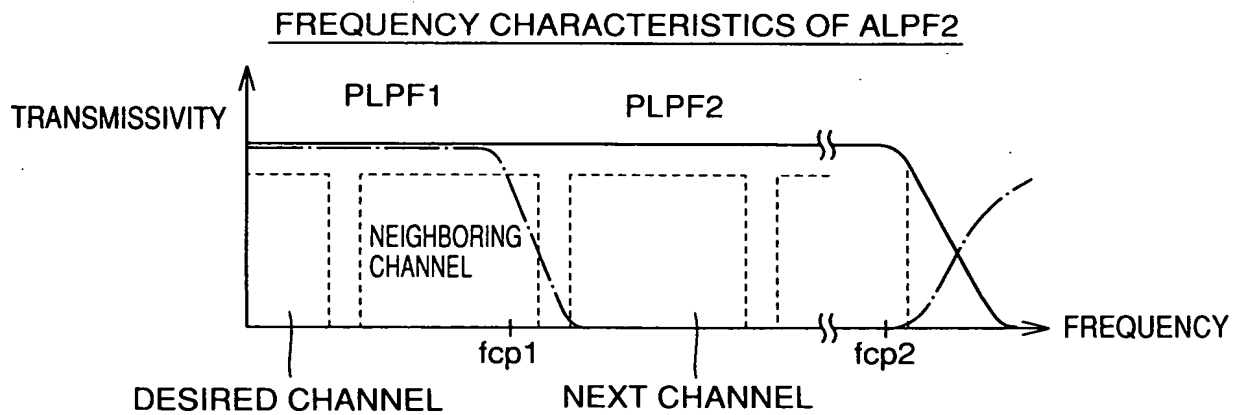 FREQUENCY CHARACTERISTICS OF ALPF2
PLPF1
PLPF2
TRANSMISSIVITY
NEIGHBORING
CHANNEL
fcp1
fcp2
FREQUENCY
DESIRED CHANNEL
NEXT CHANNEL